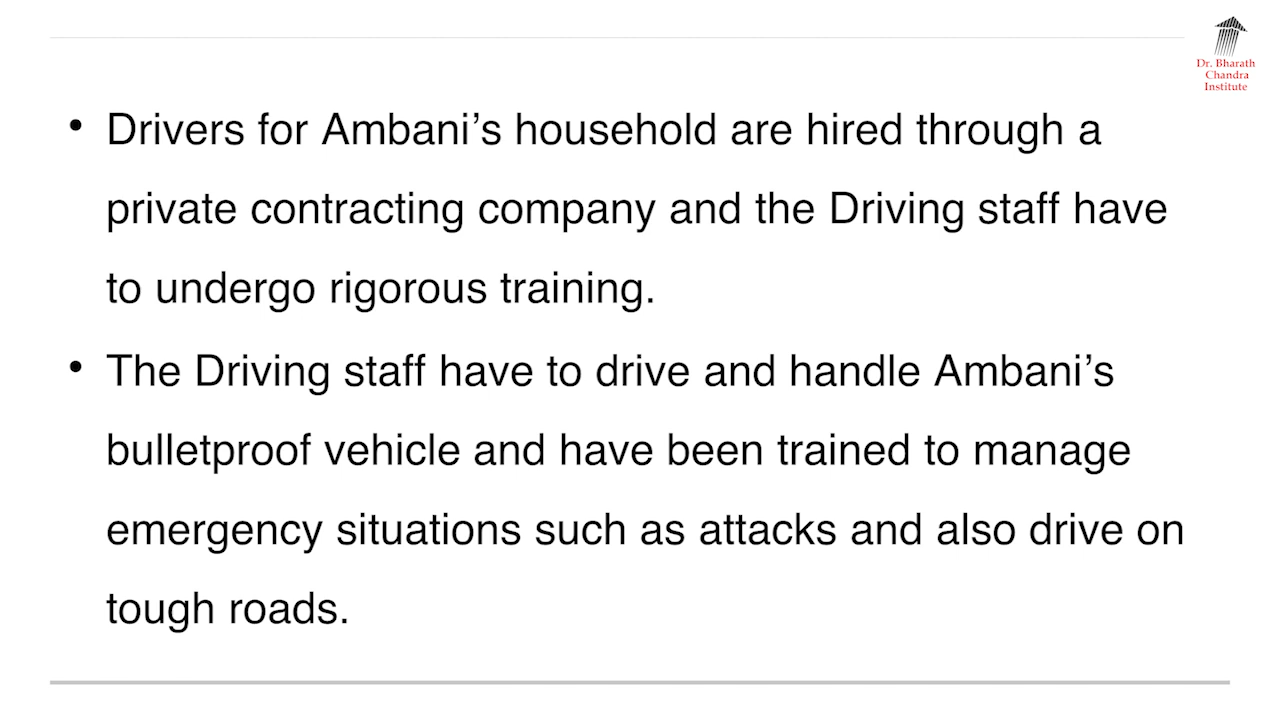 Dr. Bharath
Chandra
Institute
• Drivers for Ambani’s household are hired through a
private contracting company and the Driving staff have
to undergo rigorous training.
• The Driving staff have to drive and handle Ambani’s
bulletproof vehicle and have been trained to manage
emergency situations such as attacks and also drive on
tough roads.